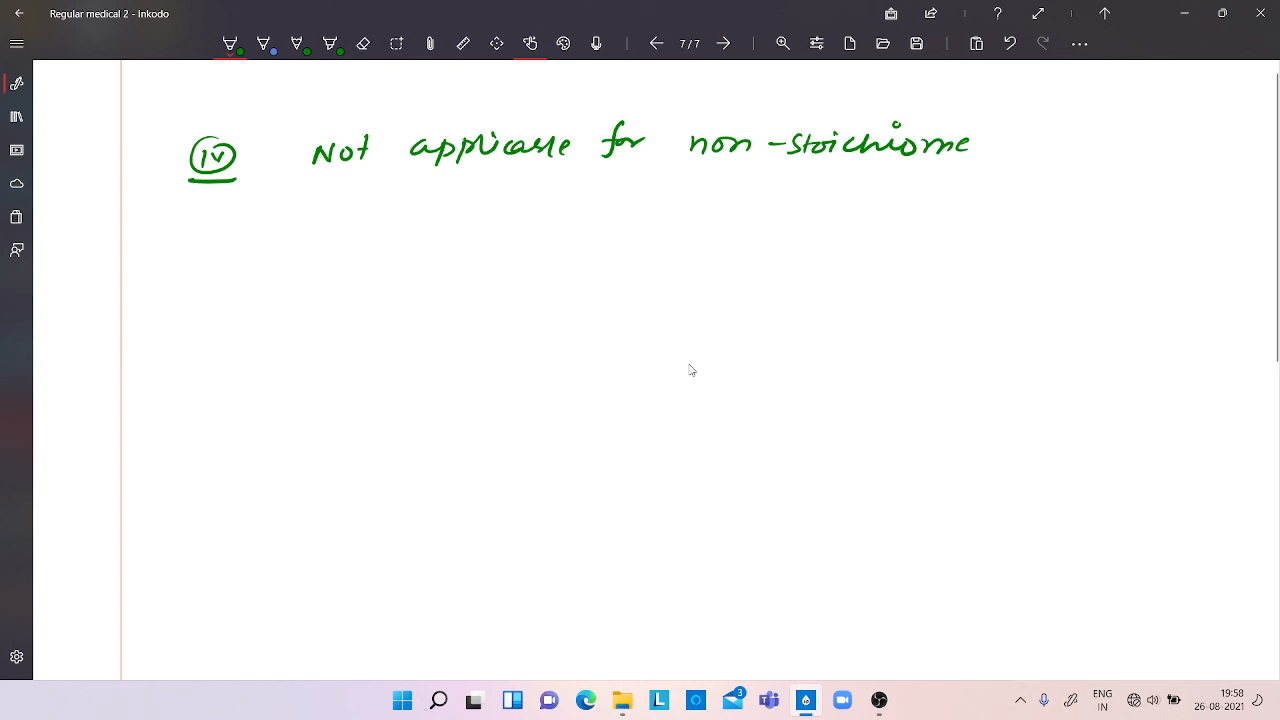 Regular medical 2 - Inkodo
7/7
iv Not applicable for non-stoichiome
3
ENG
IN
19:58
26-08-2021